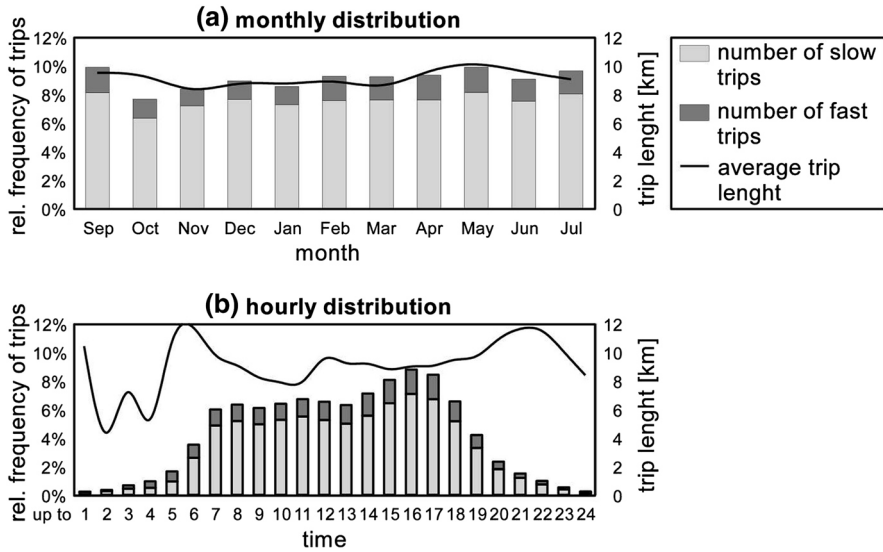 (a) monthly distribution
rel. frequency of trips
12%
10%
8%
6%
4%
2%
0%
Sep Oct Nov Dec Jan Feb Mar Apr May Jun Jul
month
12
10
8
6
4
2
0
trip lenght [km]
number of slow
trips
number of fast
trips
average trip
lenght
(b) hourly distribution
rel. frequency of trips
12%
10%
8%
6%
4%
2%
0%
up to 1 2 3 4 5 6 7 8 9 10 11 12 13 14 15 16 17 18 19 20 21 22 23 24
time
12
10
8
6
4
2
0
trip lenght [km]